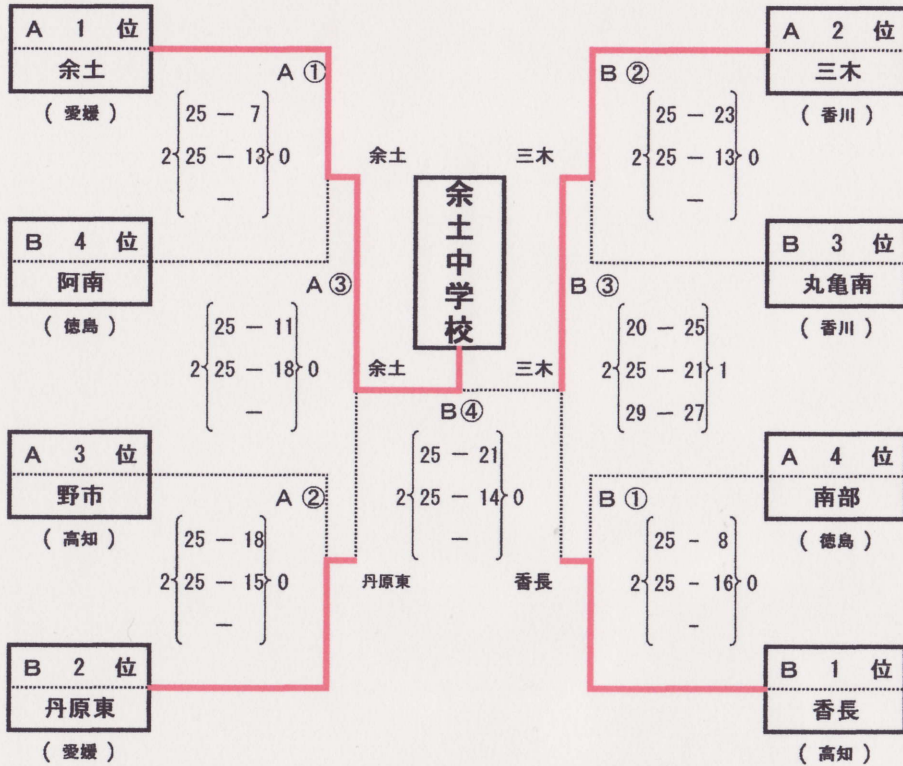 A 1 位
余土
( 愛媛 )
A ①
25 - 7
2 25 - 13 0
-
B 4 位
阿南
( 徳島 )
A ③
25 - 11
2 25 - 18 0
-
A 3 位
野市
( 高知 )
A ②
25 - 18
2 25 - 15 0
-
B 2 位
丹原東
( 愛媛 )
余土
余土
丹原東
余土中学校
B④
25 - 21
2 25 - 14 0
-
三木
三木
香長
A 2 位
三木
( 香川 )
B ②
25 - 23
2 25 - 13 0
-
B 3 位
丸亀南
( 香川 )
B ③
20 - 25
2 25 - 21 1
29 - 27
A 4 位
南部
( 徳島 )
B ①
25 - 8
2 25 - 16 0
-
B 1 位
香長
( 高知 )